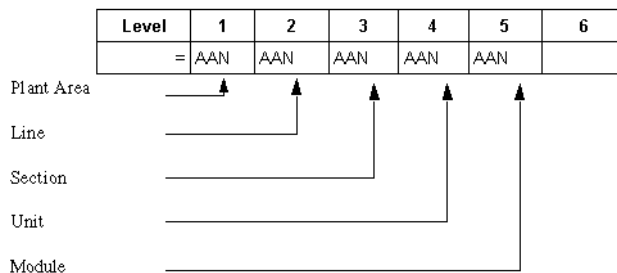 Level 1 2 3 4 5 6
= AAN AAN AAN AAN AAN
Plant Area
Line
Section
Unit
Module